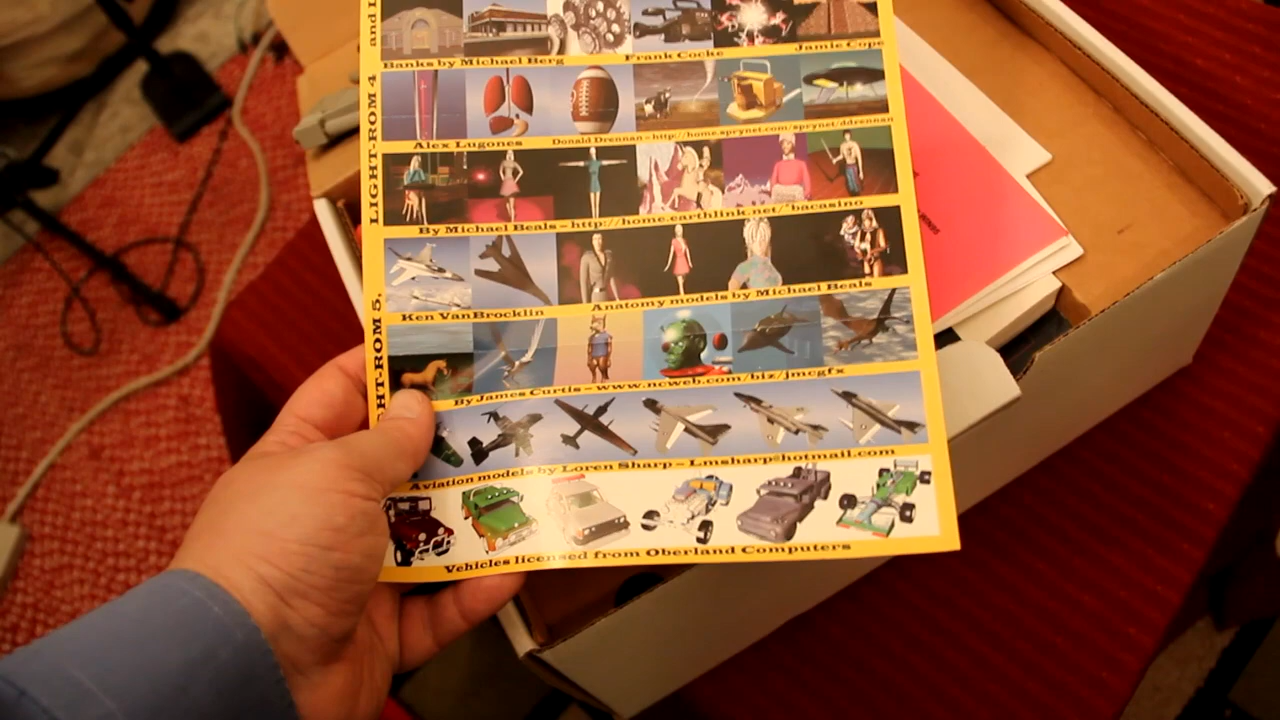 LIGHT-ROM 4 and
LIGHT-ROM 5,
Banks by Michael Berg
Frank Cocke
Jamie Cope
Alex Lugones
Donald Drennan - http://home.sprynet.com/sprynet/ddrennan
By Michael Beals - http://home.earthlink.net/~bacasino
Ken VanBrocklin
Anatomy models by Michael Beals
By James Curtis - www.ncweb.com/biz/jmcgfx
Aviation models by Loren Sharp - Lmsharp@hotmail.com
Vehicles licensed from Oberland Computers